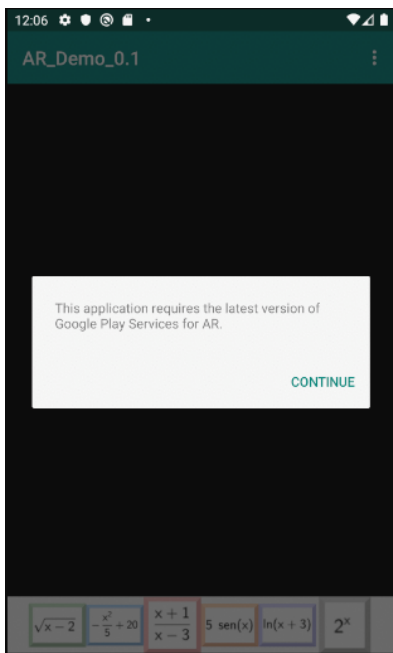 12:06
AR_Demo_0.1
This application requires the latest version of
Google Play Services for AR.
CONTINUE
√x − 2
−x²/5 + 20
x + 1 / x − 3
5 sen(x)
ln(x + 3)
2ˣ